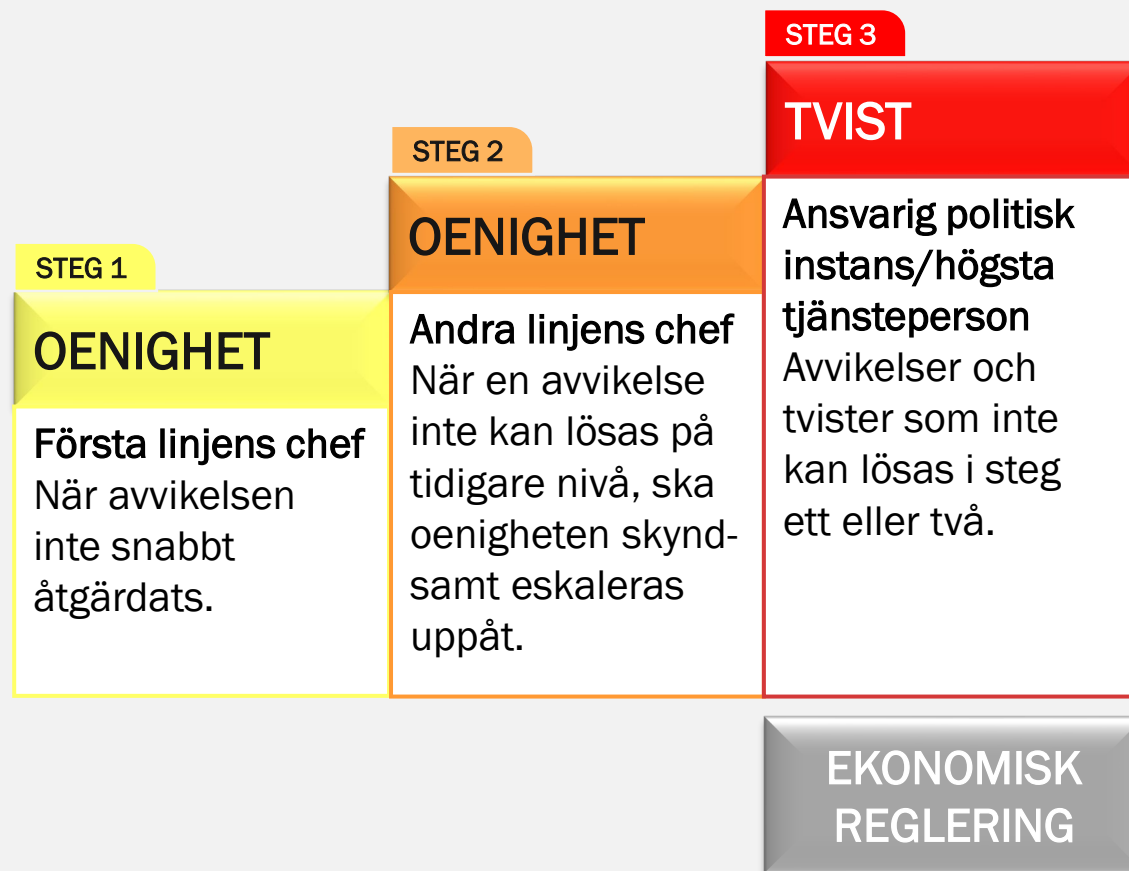 STEG 1
OENIGHET
Första linjens chef
När avvikelsen
inte snabbt
åtgärdats.
STEG 2
OENIGHET
Andra linjens chef
När en avvikelse
inte kan lösas på
tidigare nivå, ska
oenigheten skynd-
samt eskaleras
uppåt.
STEG 3
TVIST
Ansvarig politisk
instans/högsta
tjänsteperson
Avvikelser och
tvister som inte
kan lösas i steg
ett eller två.
EKONOMISK
REGLERING